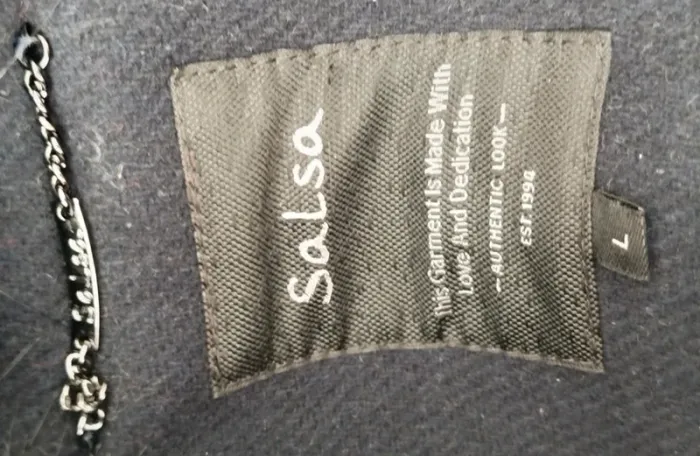 Salsa
This Garment Is Made With
Love And Dedication
—AUTHENTIC LOOK—
EST. 1994
L